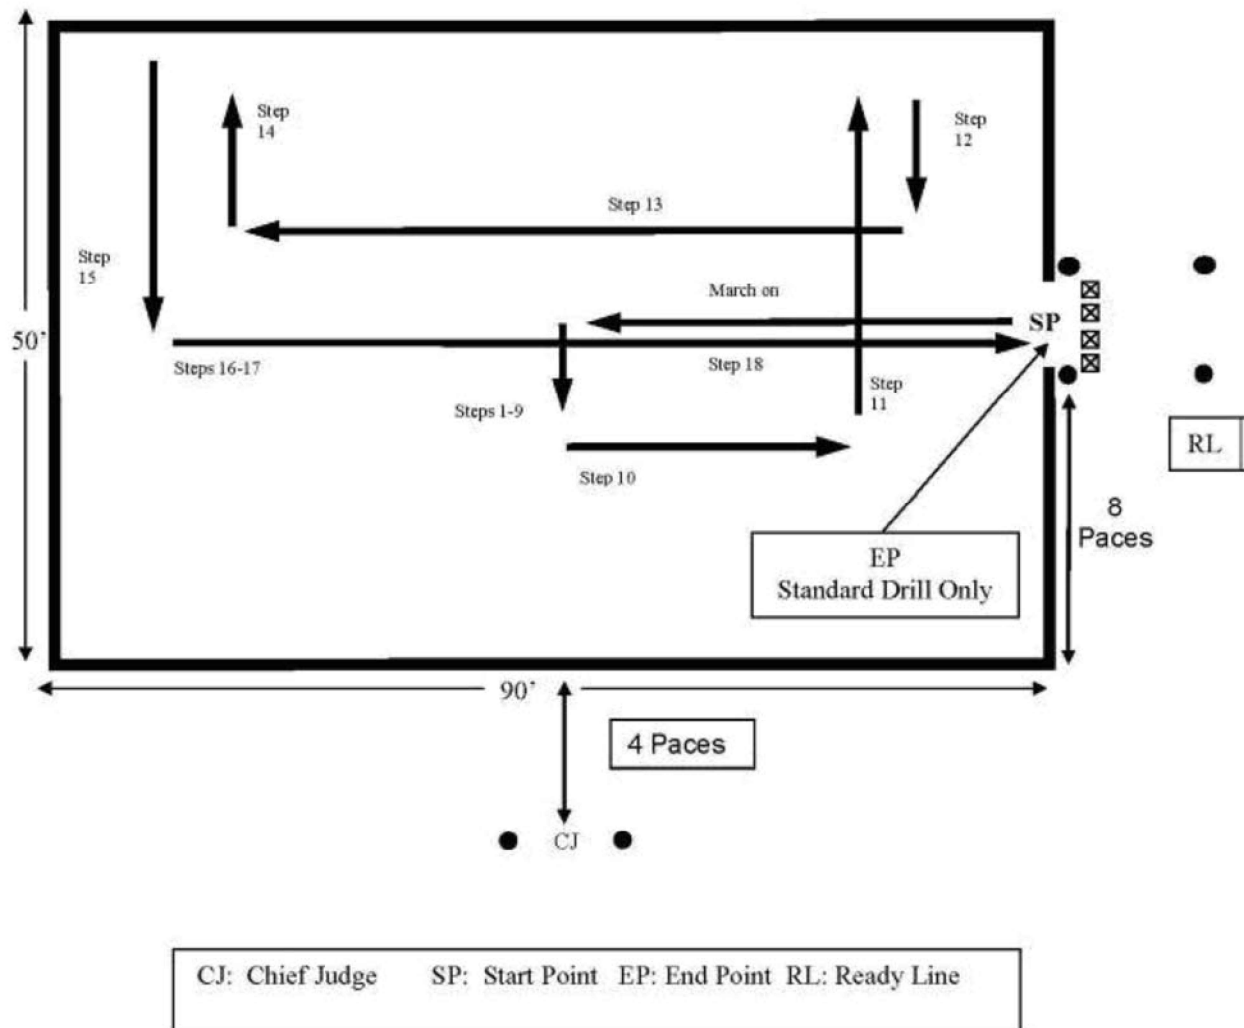 Step
14
Step
12
Step 13
Step
15
March on
SP
50'
Steps 16-17
Step 18
Steps 1-9
Step
11
Step 10
RL
8
Paces
EP
Standard Drill Only
90'
4 Paces
CJ
CJ: Chief Judge SP: Start Point EP: End Point RL: Ready Line